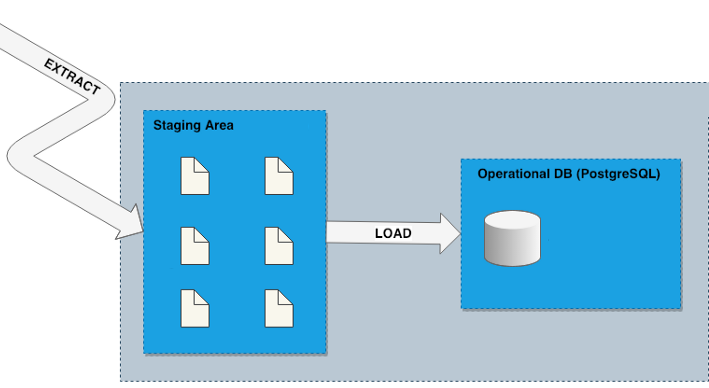 EXTRACT
Staging Area
Operational DB (PostgreSQL)
LOAD